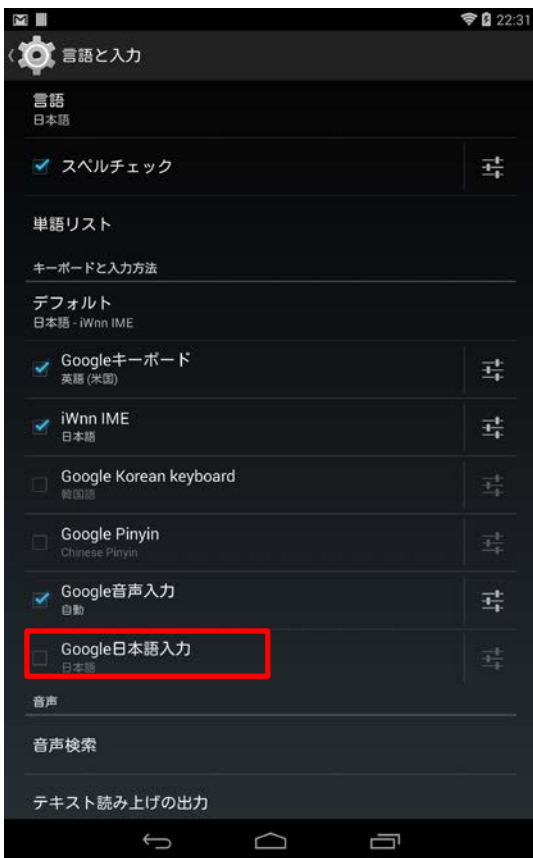 22:31
言語と入力
言語
日本語
スペルチェック
単語リスト
キーボードと入力方法
デフォルト
日本語 - iWnn IME
Googleキーボード
英語 (米国)
iWnn IME
日本語
Google Korean keyboard
韓国語
Google Pinyin
Chinese Pinyin
Google音声入力
自動
Google日本語入力
日本語
音声
音声検索
テキスト読み上げの出力